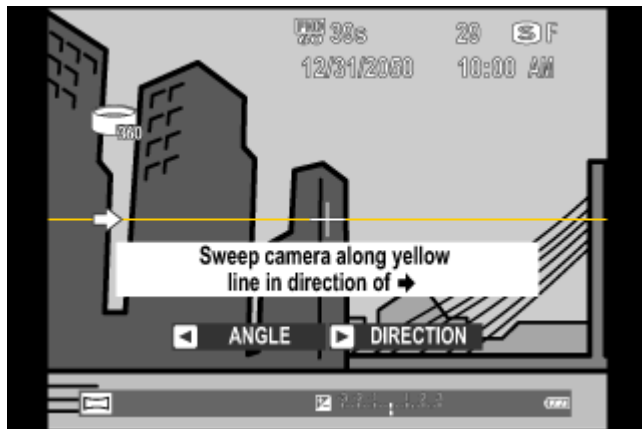 38s 29 S F
12/31/2050 10:00 AM
360
Sweep camera along yellow
line in direction of
ANGLE DIRECTION